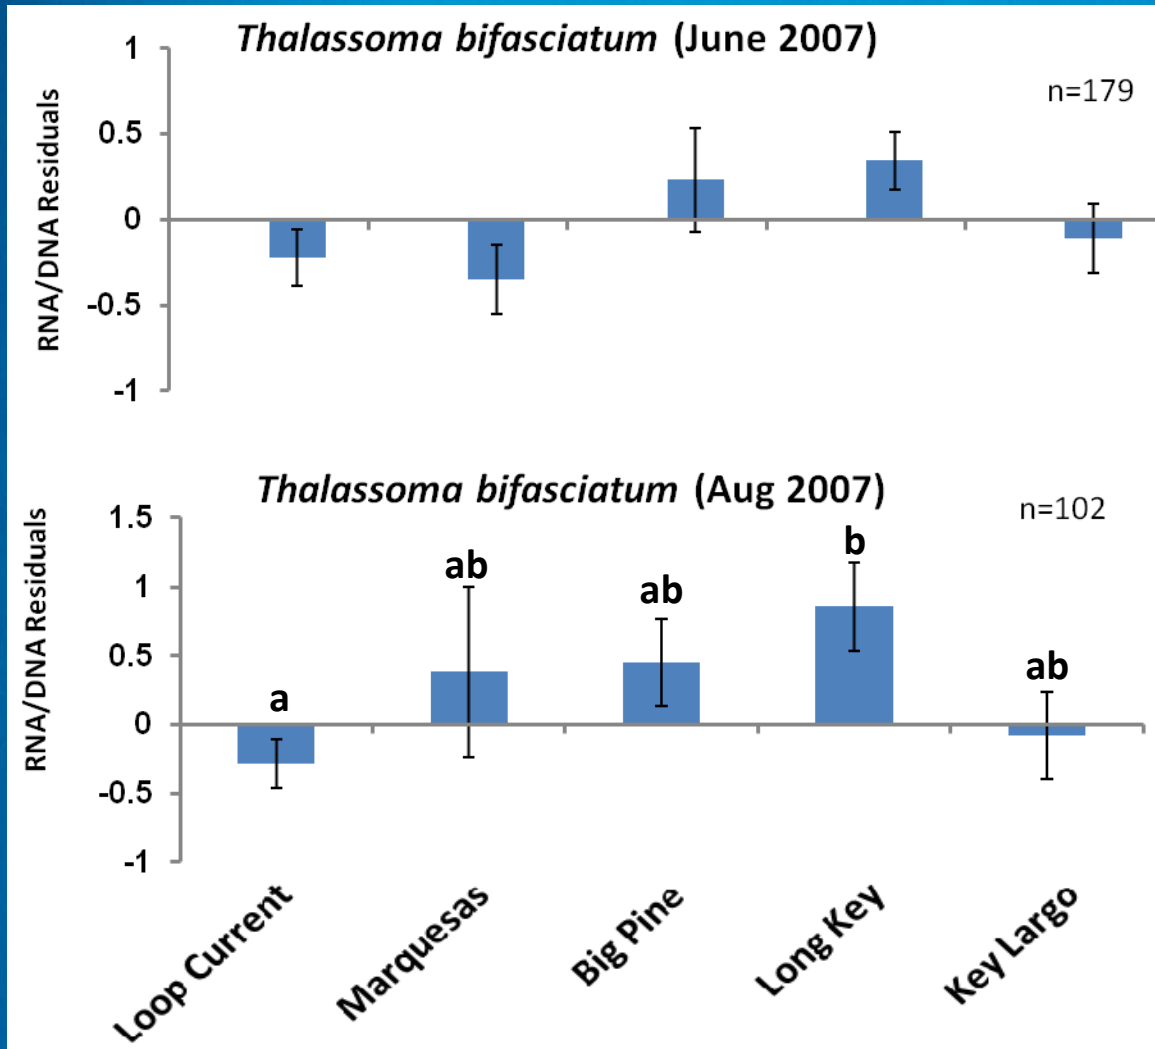 Thalassoma bifasciatum (June 2007)
n=179
RNA/DNA Residuals
1
0.5
0
-0.5
-1
Thalassoma bifasciatum (Aug 2007)
n=102
RNA/DNA Residuals
1.5
1
0.5
0
-0.5
-1
a
ab
ab
b
ab
Loop Current
Marquesas
Big Pine
Long Key
Key Largo